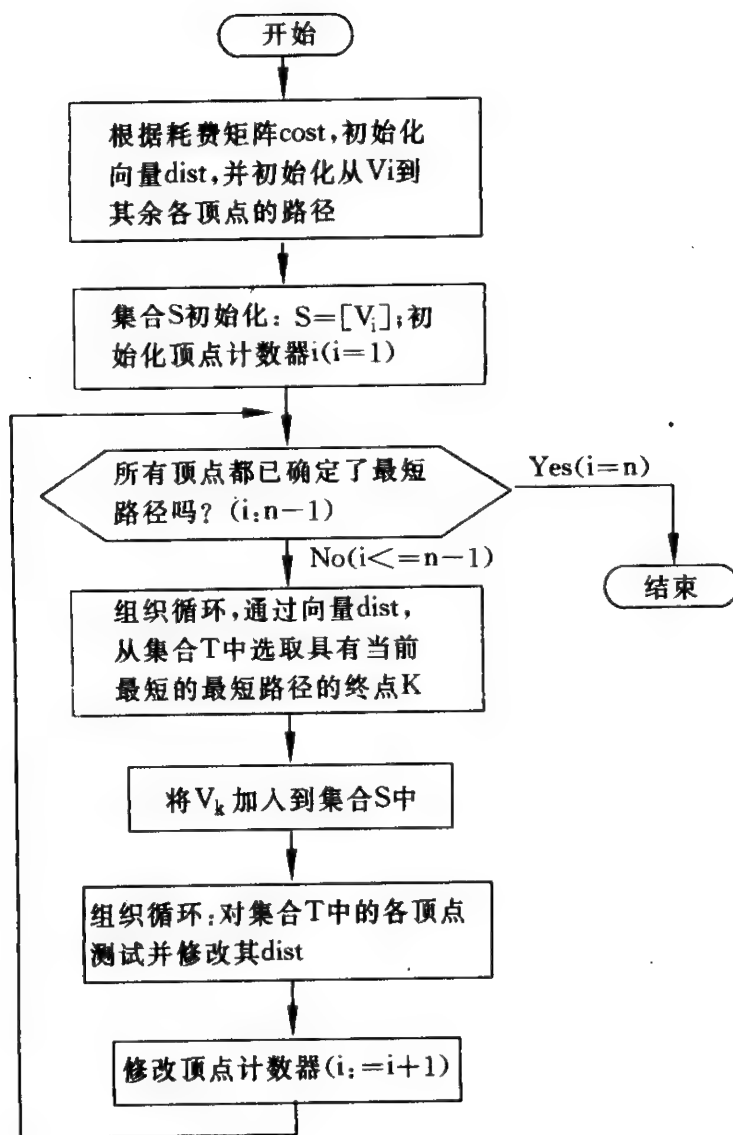 开始
根据耗费矩阵cost,初始化
向量dist,并初始化从Vi到
其余各顶点的路径
集合S初始化: S=[Vi];初
始化顶点计数器i(i=1)
所有顶点都已确定了最短
路径吗? (i:n-1)
Yes(i=n)
No(i<=n-1)
结束
组织循环,通过向量dist,
从集合T中选取具有当前
最短的最短路径的终点K
将Vk加入到集合S中
组织循环:对集合T中的各顶点
测试并修改其dist
修改顶点计数器(i:=i+1)